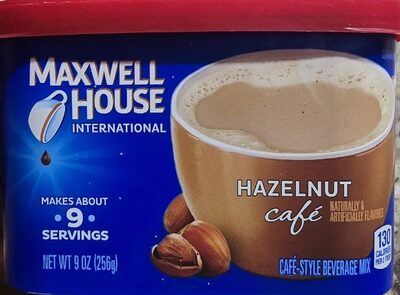 MAXWELL
HOUSE
INTERNATIONAL
MAKES ABOUT
• 9 •
SERVINGS
NET WT 9 OZ (256g)
HAZELNUT
café
NATURALLY &
ARTIFICIALLY FLAVORED
CAFÉ-STYLE BEVERAGE MIX
130
CALORIES